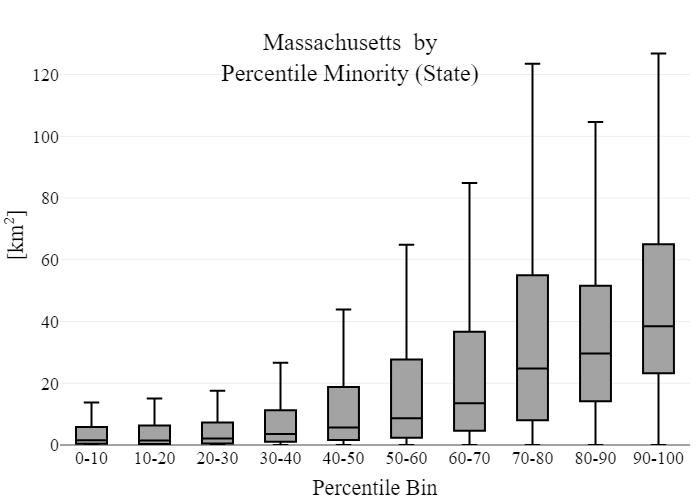 Massachusetts by
Percentile Minority (State)
120
100
80
60
40
20
0
[km²]
0-10 10-20 20-30 30-40 40-50 50-60 60-70 70-80 80-90 90-100
Percentile Bin